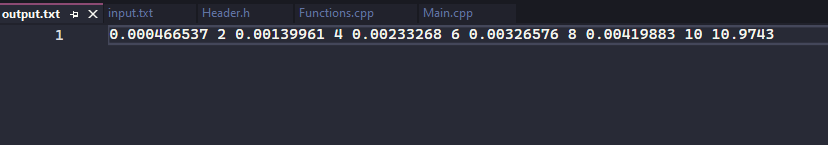 output.txt input.txt Header.h Functions.cpp Main.cpp
1 0.000466537 2 0.00139961 4 0.00233268 6 0.00326576 8 0.00419883 10 10.9743